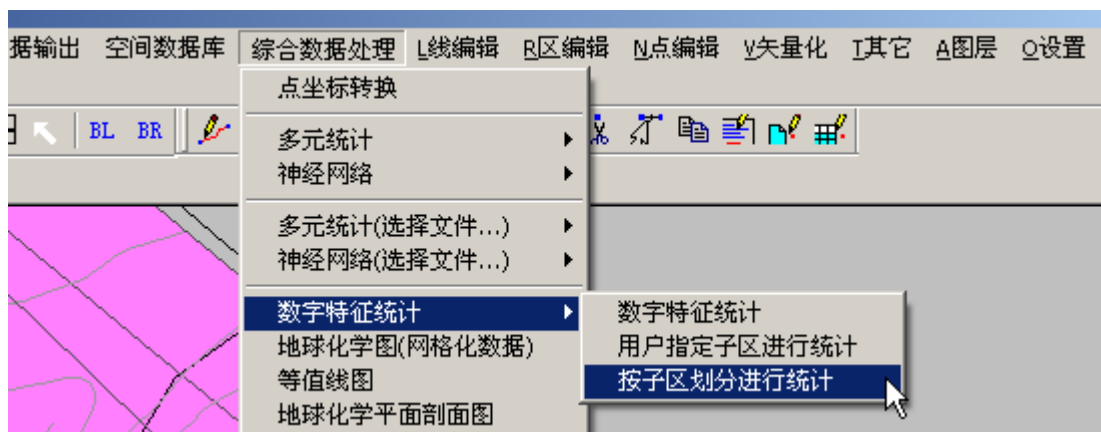 据输出 空间数据库 综合数据处理 L线编辑 R区编辑 N点编辑 V矢量化 I其它 A图层 O设置
点坐标转换
BL BR
多元统计
神经网络
多元统计(选择文件...)
神经网络(选择文件...)
数字特征统计 数字特征统计
地球化学图(网格化数据) 用户指定子区进行统计
等值线图 按子区划分进行统计
地球化学平面剖面图